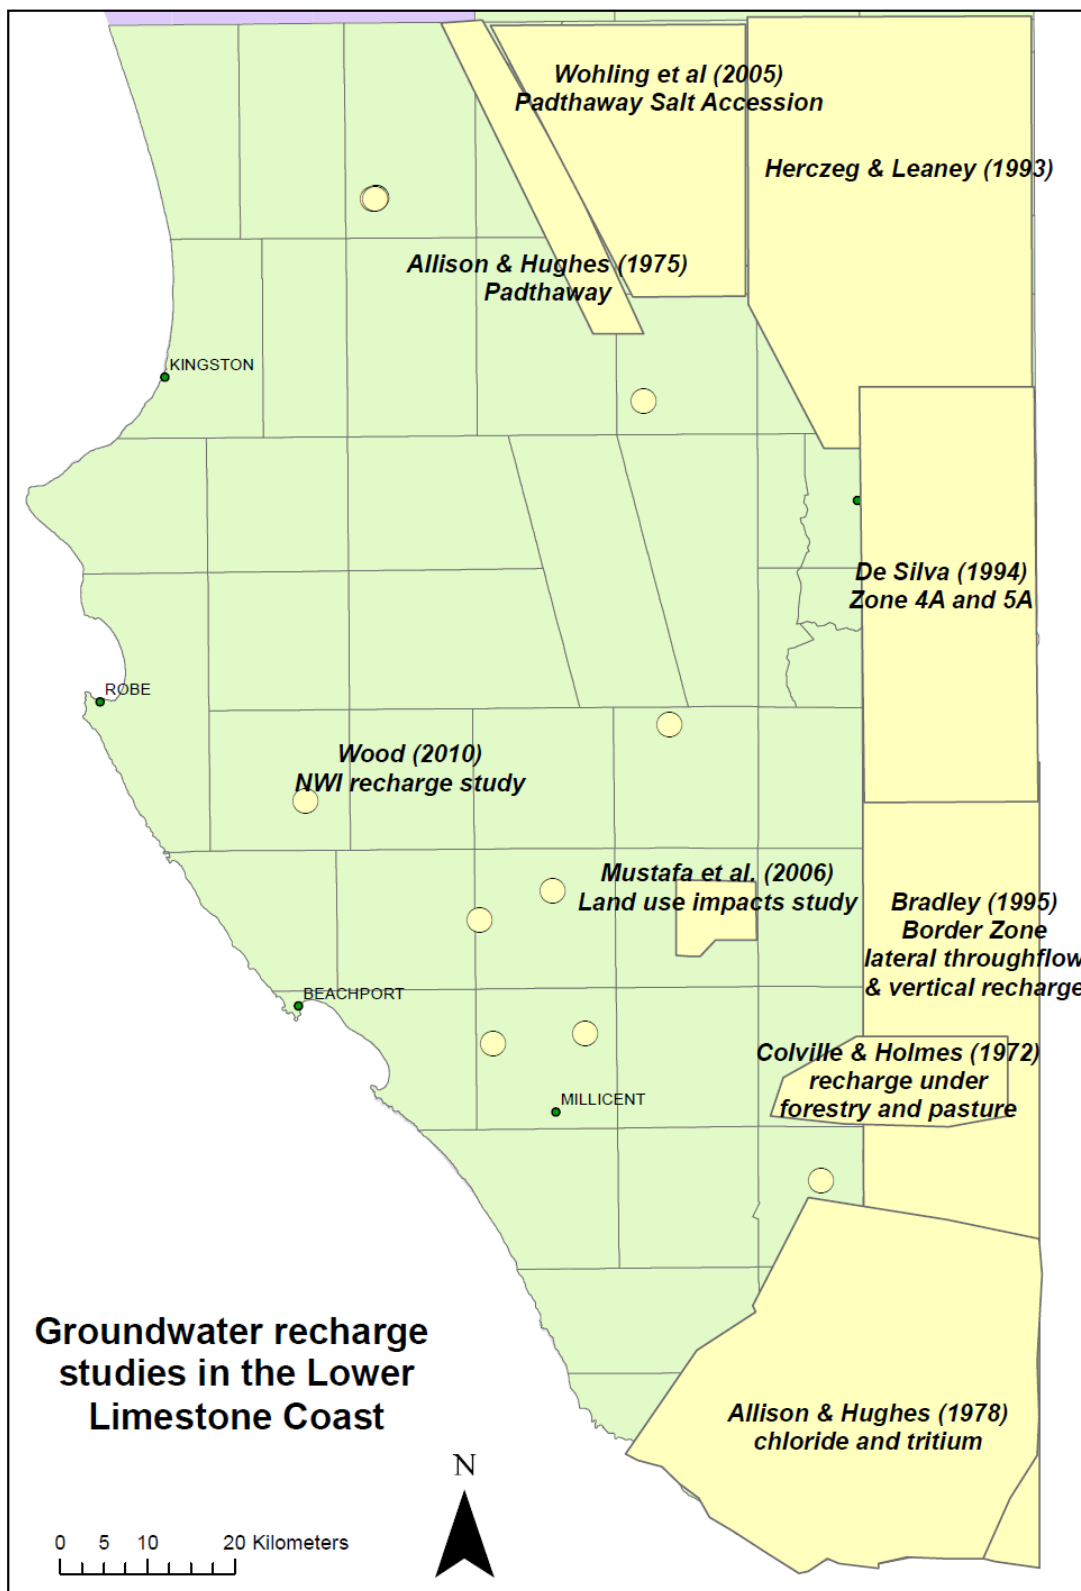 Wohling et al (2005)
Padthaway Salt Accession
Herczeg & Leaney (1993)
Allison & Hughes (1975)
Padthaway
KINGSTON
De Silva (1994)
Zone 4A and 5A
ROBE
Wood (2010)
NWI recharge study
Mustafa et al. (2006)
Land use impacts study
Bradley (1995)
Border Zone
lateral throughflow
& vertical recharge
BEACHPORT
Colville & Holmes (1972)
recharge under
forestry and pasture
MILLICENT
Groundwater recharge
studies in the Lower
Limestone Coast
Allison & Hughes (1978)
chloride and tritium
N
0 5 10 20 Kilometers